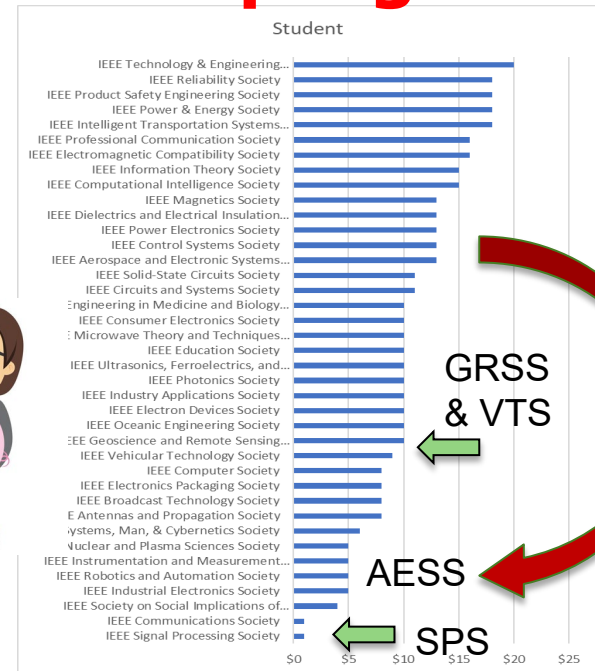 Student
IEEE Technology & Engineering...
IEEE Reliability Society
IEEE Product Safety Engineering Society
IEEE Power & Energy Society
IEEE Intelligent Transportation Systems...
IEEE Professional Communication Society
IEEE Electromagnetic Compatibility Society
IEEE Information Theory Society
IEEE Computational Intelligence Society
IEEE Magnetics Society
IEEE Dielectrics and Electrical Insulation...
IEEE Power Electronics Society
IEEE Control Systems Society
IEEE Aerospace and Electronic Systems...
IEEE Solid-State Circuits Society
IEEE Circuits and Systems Society
Engineering in Medicine and Biology...
IEEE Consumer Electronics Society
Microwave Theory and Techniques...
IEEE Education Society
IEEE Ultrasonics, Ferroelectrics, and...
IEEE Photonics Society
IEEE Industry Applications Society
IEEE Electron Devices Society
IEEE Oceanic Engineering Society
EEE Geoscience and Remote Sensing...
IEEE Vehicular Technology Society
IEEE Computer Society
IEEE Electronics Packaging Society
IEEE Broadcast Technology Society
E Antennas and Propagation Society
Systems, Man, & Cybernetics Society
Nuclear and Plasma Sciences Society
IEEE Instrumentation and Measurement...
IEEE Robotics and Automation Society
IEEE Industrial Electronics Society
IEEE Society on Social Implications of...
IEEE Communications Society
IEEE Signal Processing Society
$0 $5 $10 $15 $20 $25
GRSS
& VTS
AESS
SPS